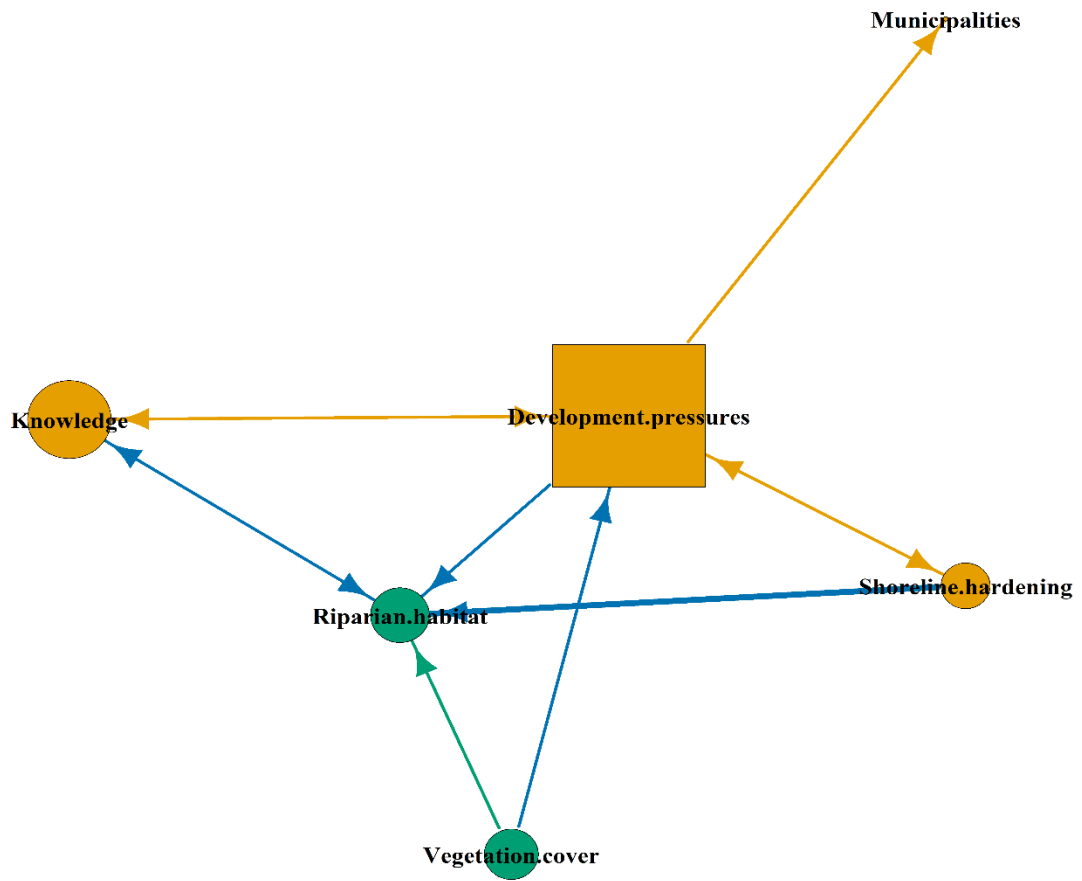 Municipalities
Knowledge
Development.pressures
Shoreline.hardening
Riparian.habitat
Vegetation.cover